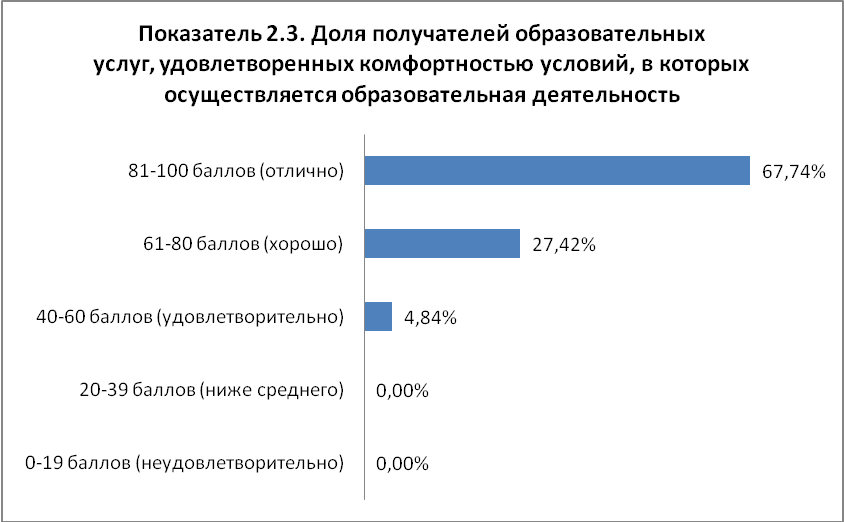 Показатель 2.3. Доля получателей образовательных
услуг, удовлетворенных комфортностью условий, в которых
осуществляется образовательная деятельность
81-100 баллов (отлично) 67,74%
61-80 баллов (хорошо) 27,42%
40-60 баллов (удовлетворительно) 4,84%
20-39 баллов (ниже среднего) 0,00%
0-19 баллов (неудовлетворительно) 0,00%